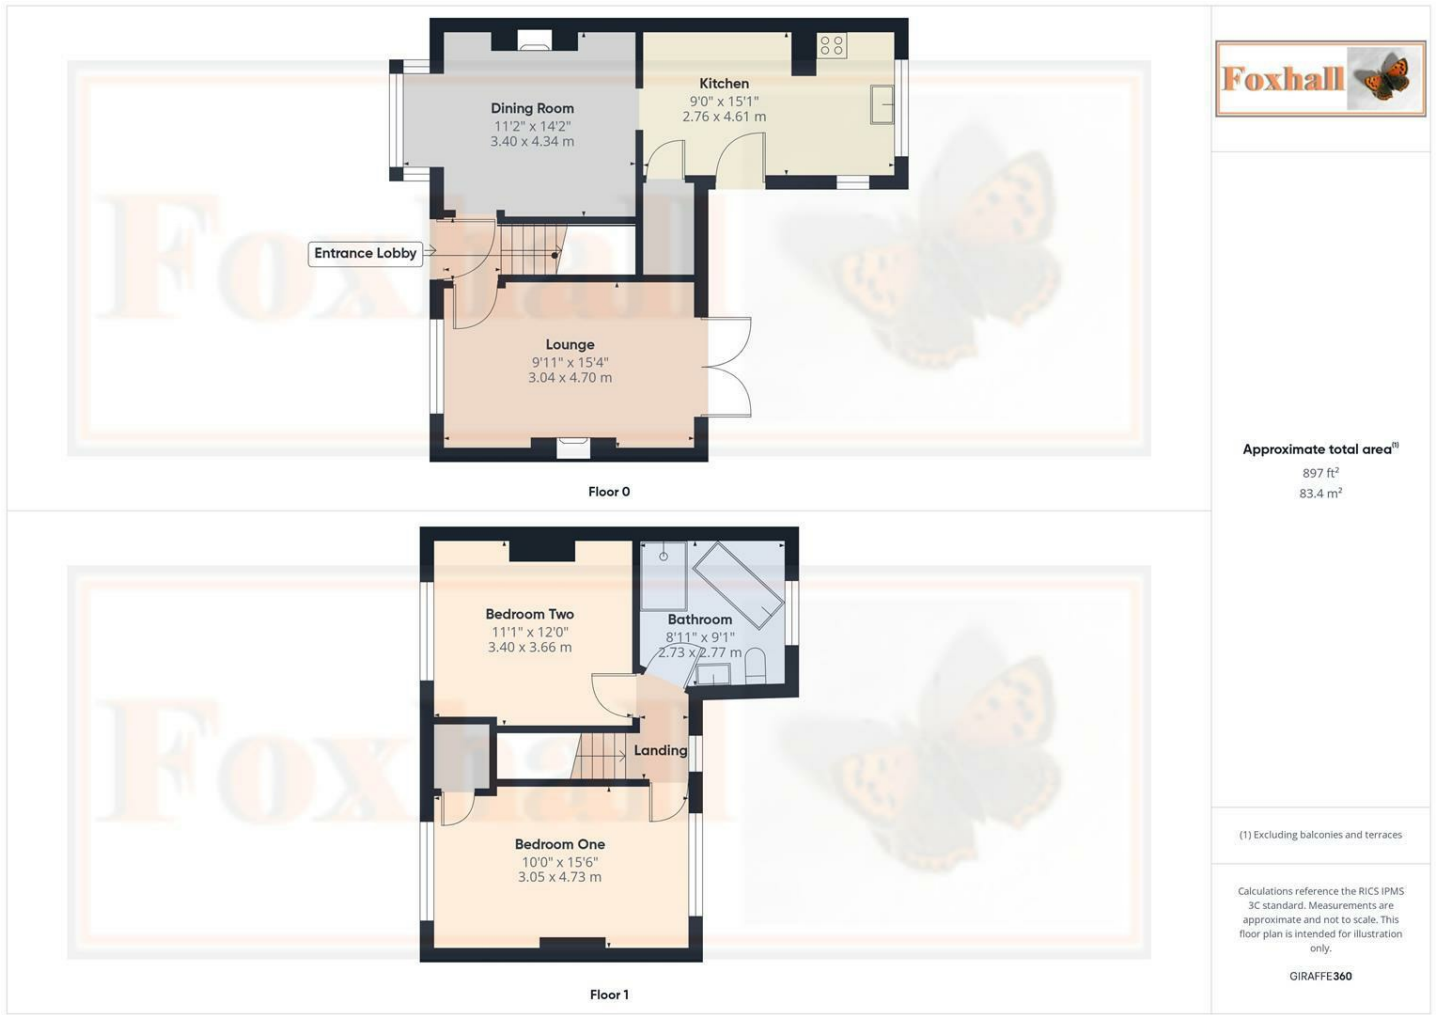 Foxhall
Dining Room
11'2" x 14'2"
3.40 x 4.34 m
Kitchen
9'0" x 15'1"
2.76 x 4.61 m
Entrance Lobby
Lounge
9'11" x 15'4"
3.04 x 4.70 m
Foxhall
Floor 0
Bedroom Two
11'1" x 12'0"
3.40 x 3.66 m
Bathroom
8'11" x 9'1"
2.73 x 2.77 m
Landing
Bedroom One
10'0" x 15'6"
3.05 x 4.73 m
Foxhall
Floor 1
Approximate total area(1)
897 ft²
83.4 m²
(1) Excluding balconies and terraces
Calculations reference the RICS IPMS
3C standard. Measurements are
approximate and not to scale. This
floor plan is intended for illustration
only.
GIRAFFE360